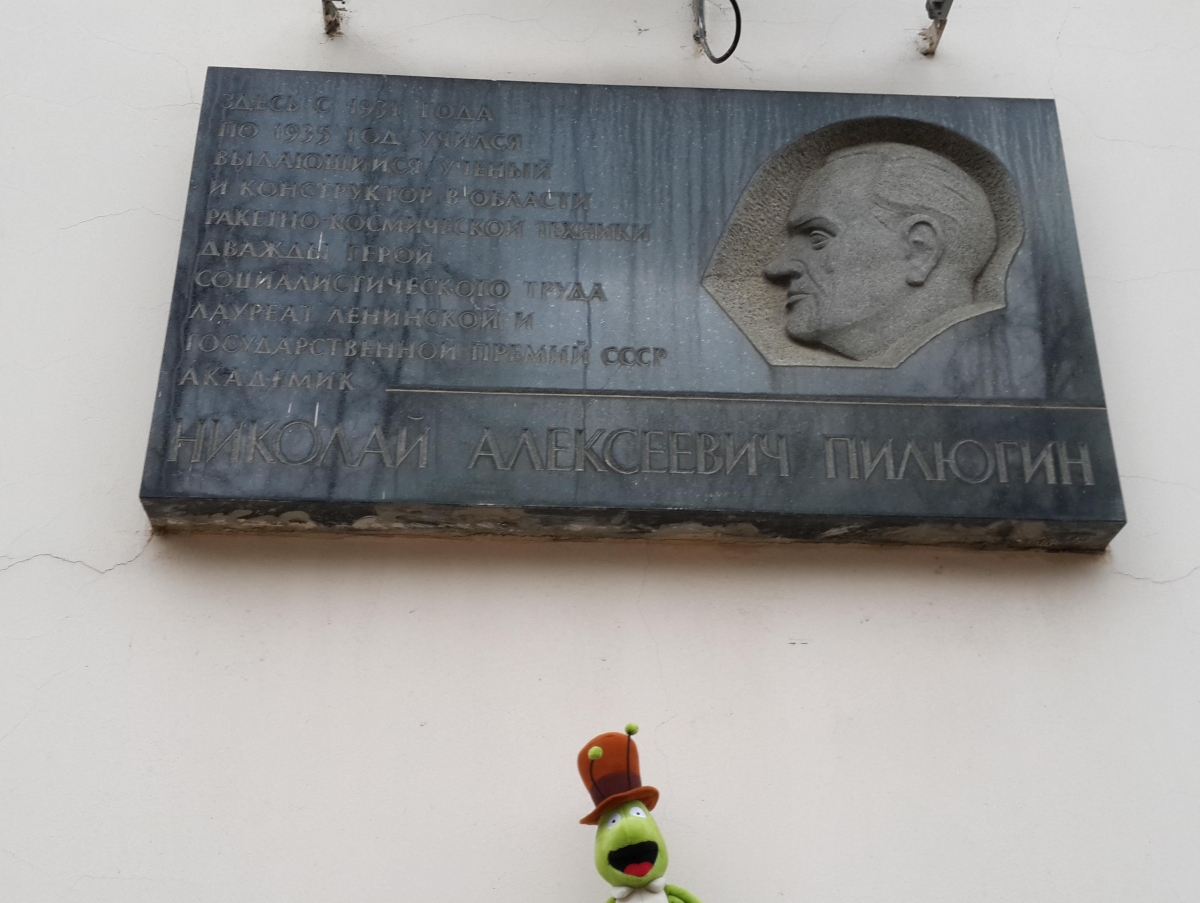 ЗДЕСЬ С 1931 ГОДА
ПО 1935 ГОД УЧИЛСЯ
ВЫДАЮЩИЙСЯ УЧЕНЫЙ
И КОНСТРУКТОР В ОБЛАСТИ
РАКЕТНО-КОСМИЧЕСКОЙ ТЕХНИКИ
ДВАЖДЫ ГЕРОЙ
СОЦИАЛИСТИЧЕСКОГО ТРУДА
ЛАУРЕАТ ЛЕНИНСКОЙ И
ГОСУДАРСТВЕННОЙ ПРЕМИЙ СССР
АКАДЕМИК
НИКОЛАЙ АЛЕКСЕЕВИЧ ПИЛЮГИН